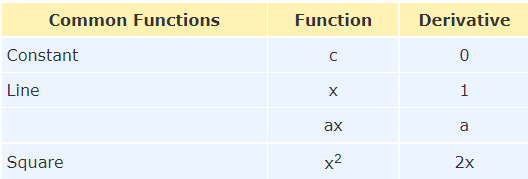 Common Functions Function Derivative
Constant c 0
Line x 1
ax a
Square x² 2x